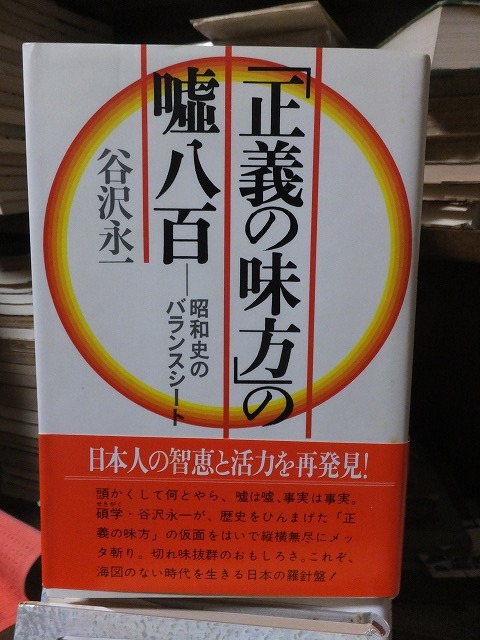 「正義の味方」の
嘘八百
昭和史の
バランスシート
谷沢永一
日本人の智恵と活力を再発見!
頭かくして何とやら、嘘は嘘、事実は事実。
せきがく
碩学・谷沢永一が、歴史をひんまげた「正
義の味方」の仮面をはいで縦横無尽にメッ
タ斬り。切れ味抜群のおもしろさ。これぞ、
海図のない時代を生きる日本の羅針盤!